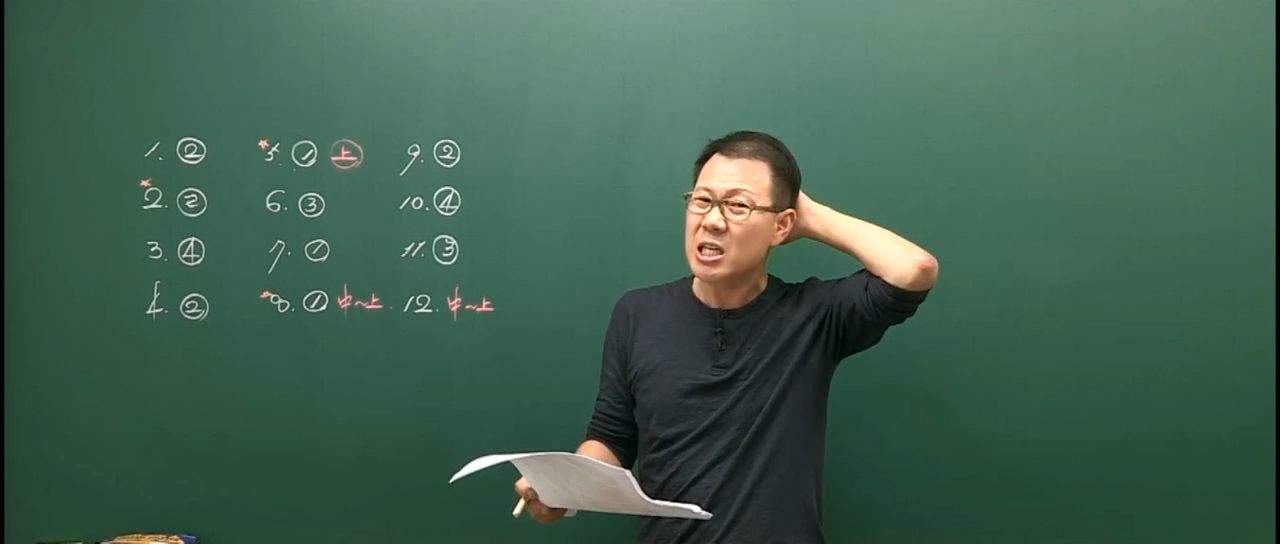 1. ② *5. ① 上 9. ②
*2. ② 6. ③ 10. ④
3. ④ 7. ① 11. ③
4. ② *8. ① 中~上. 12. 中~上